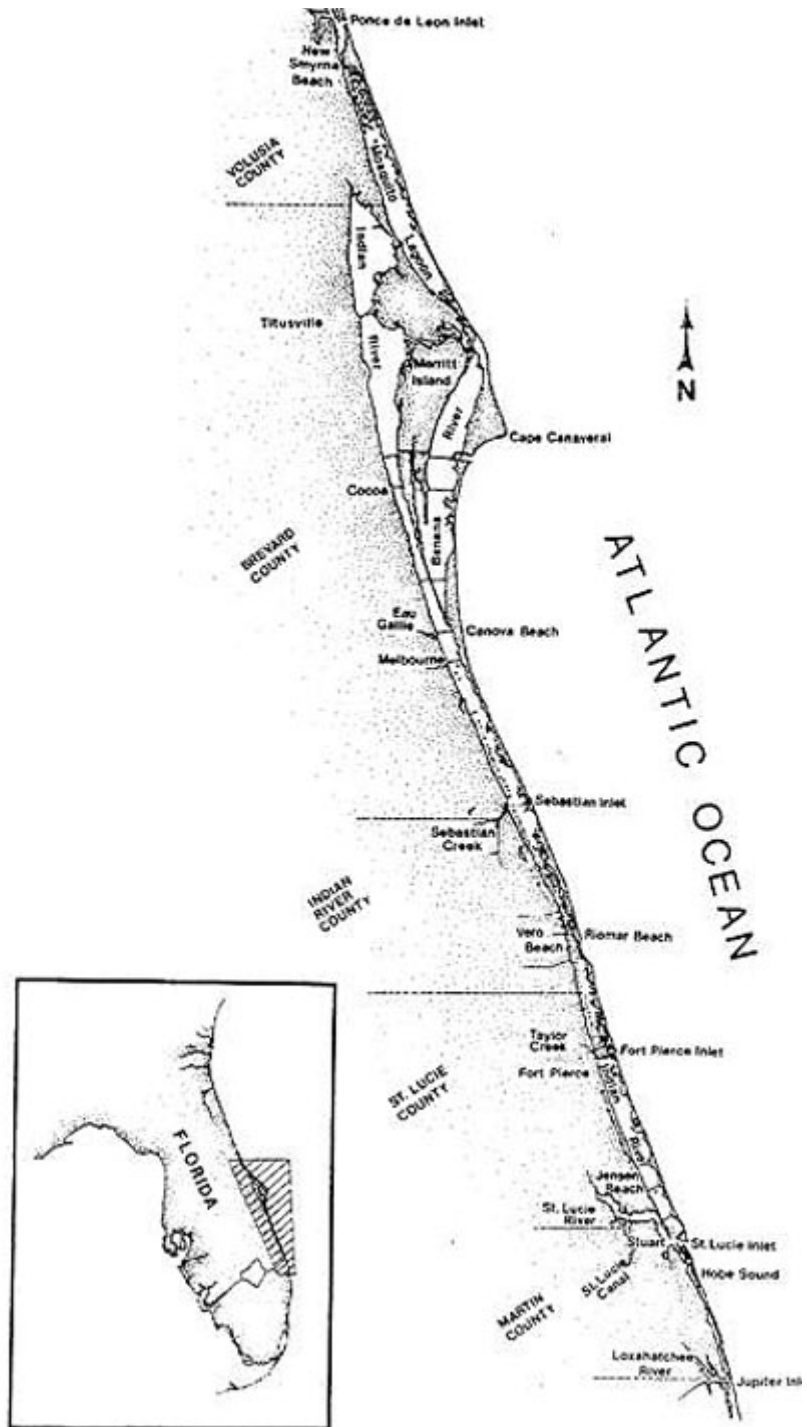 Ponce de Leon Inlet
New
Smyrna
Beach
VOLUSIA
COUNTY
Mosquito
Lagoon
Indian
River
Titusville
Merritt
Island
River
N
Cape Canaveral
Cocoa
Banana
BREVARD
COUNTY
ATLANTIC OCEAN
Eau
Gallie
Canova Beach
Melbourne
Sebastian Inlet
Sebastian
Creek
INDIAN
RIVER
COUNTY
Vero
Beach
Riomar Beach
Taylor
Creek
Fort Pierce Inlet
Fort Pierce
Indian
ST. LUCIE
COUNTY
FLORIDA
Jensen
Beach
St. Lucie
River
Stuart
St. Lucie Inlet
St. Lucie
Canal
Hobe Sound
MARTIN
COUNTY
Loxahatchee
River
Jupiter Inl